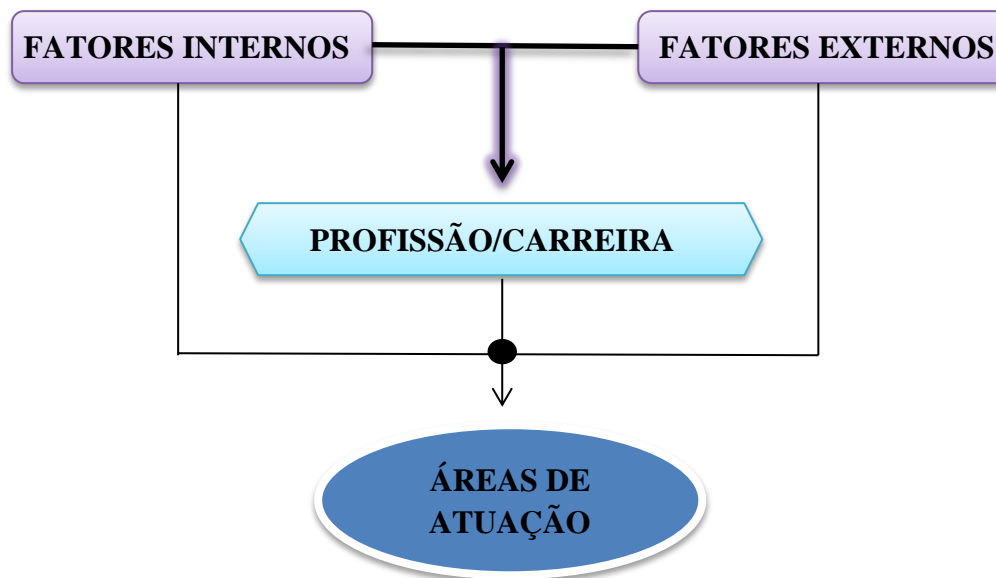 FATORES INTERNOS
FATORES EXTERNOS
PROFISSÃO/CARREIRA
ÁREAS DE
ATUAÇÃO